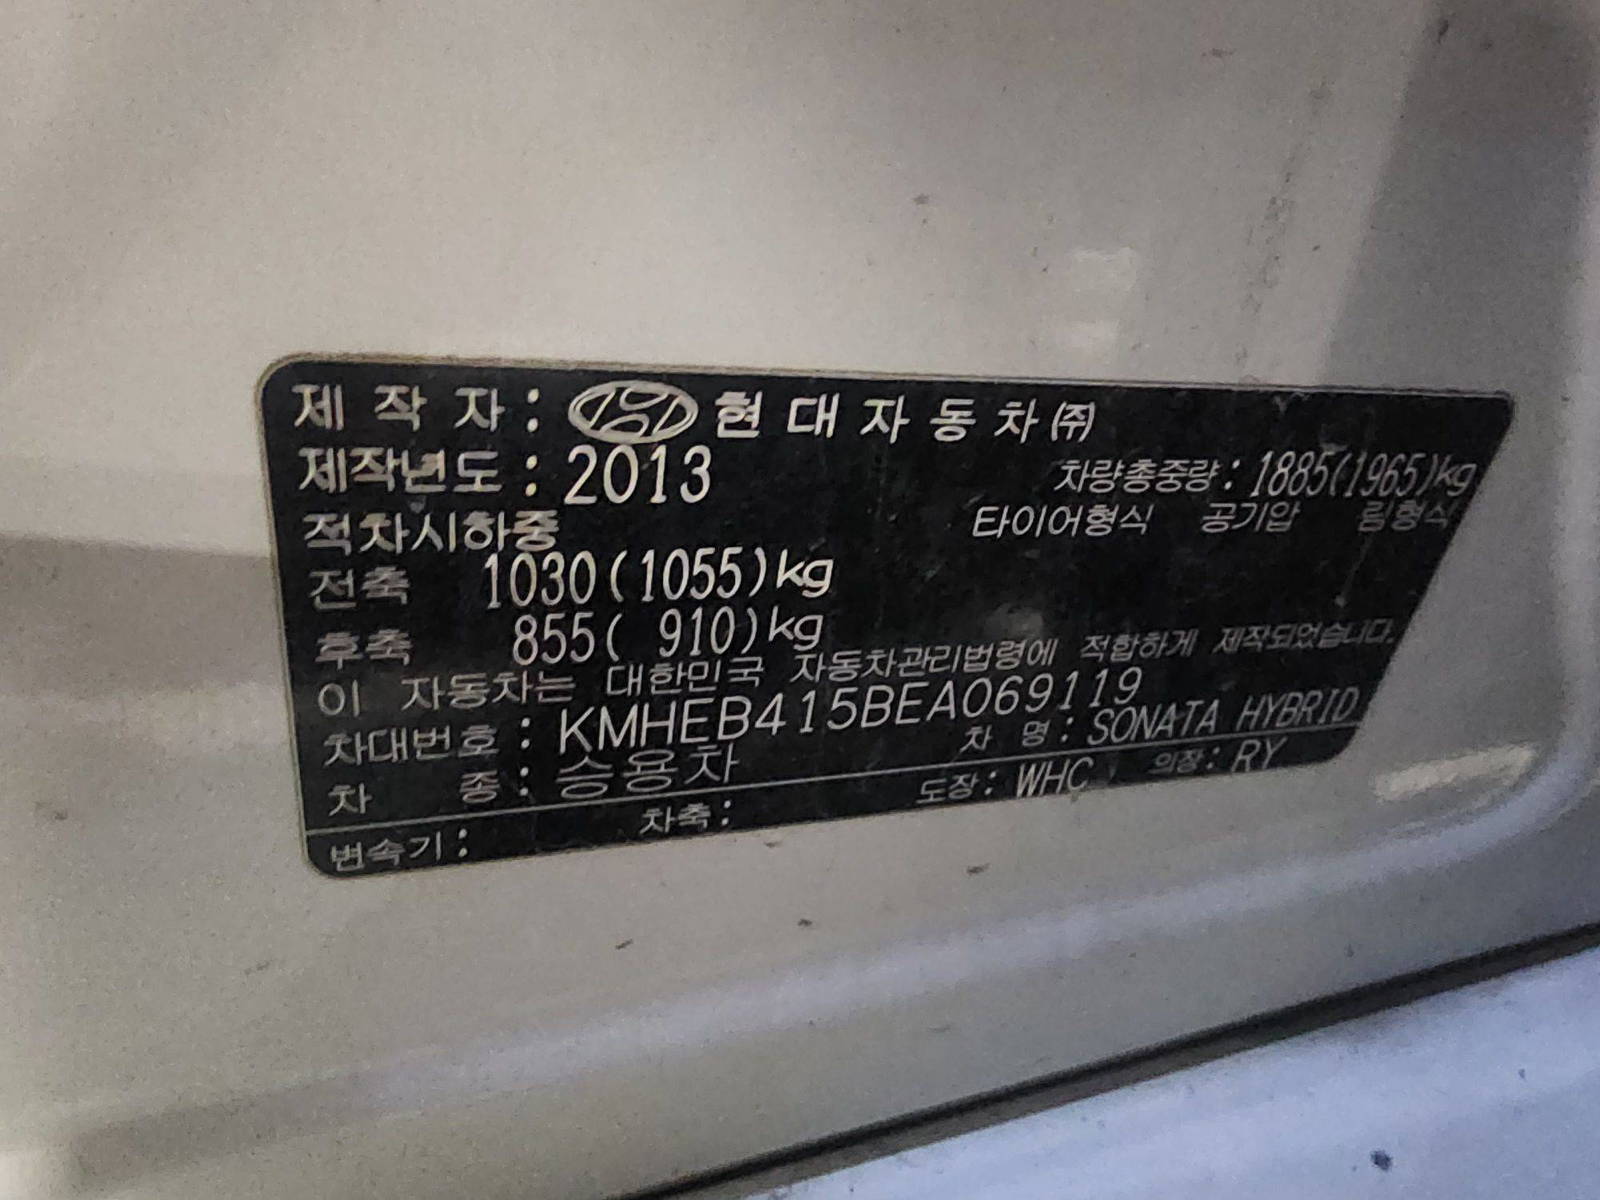 제 작 자 : 현 대 자 동 차 ㈜
제작년도 : 2013 차량총중량 : 1885(1965)kg
적차시하중 타이어형식 공기압 림형식
전축 1030(1055)kg
후축 855( 910)kg
이 자동차는 대한민국 자동차관리법령에 적합하게 제작되었습니다.
차대번호 : KMHEB415BEA069119
차 종 : 승용차 차 명 : SONATA HYBRID
변속기 : 차축 : 도장 : WHC 의장 : RY